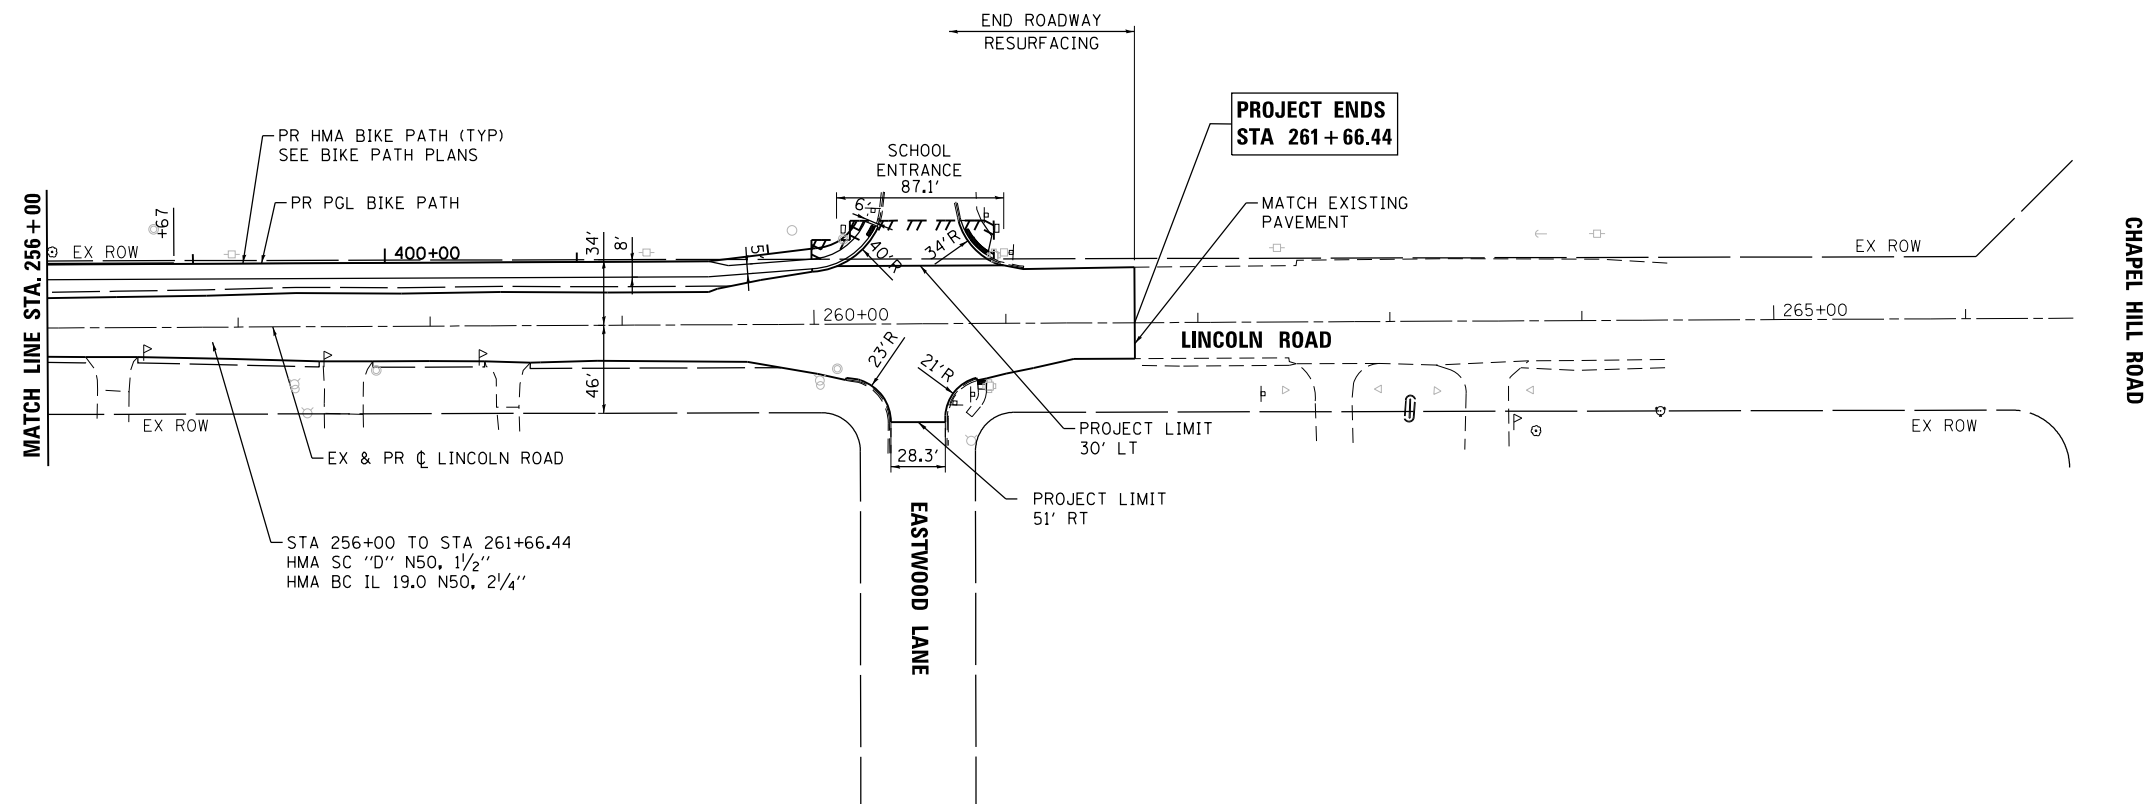 END ROADWAY
RESURFACING
PROJECT ENDS
STA 261+66.44
PR HMA BIKE PATH (TYP)
SEE BIKE PATH PLANS
SCHOOL
ENTRANCE
87.1'
PR PGL BIKE PATH
MATCH EXISTING
PAVEMENT
+67
6'
MATCH LINE STA. 256+00
EX ROW
400+00
34'
8'
5'
40'R
34'R
EX ROW
CHAPEL HILL ROAD
260+00
265+00
LINCOLN ROAD
23'R
21'R
46'
EX ROW
EX ROW
PROJECT LIMIT
30' LT
EX & PR ℄ LINCOLN ROAD
28.3'
PROJECT LIMIT
51' RT
EASTWOOD LANE
STA 256+00 TO STA 261+66.44
HMA SC "D" N50, 1½"
HMA BC IL 19.0 N50, 2¼"